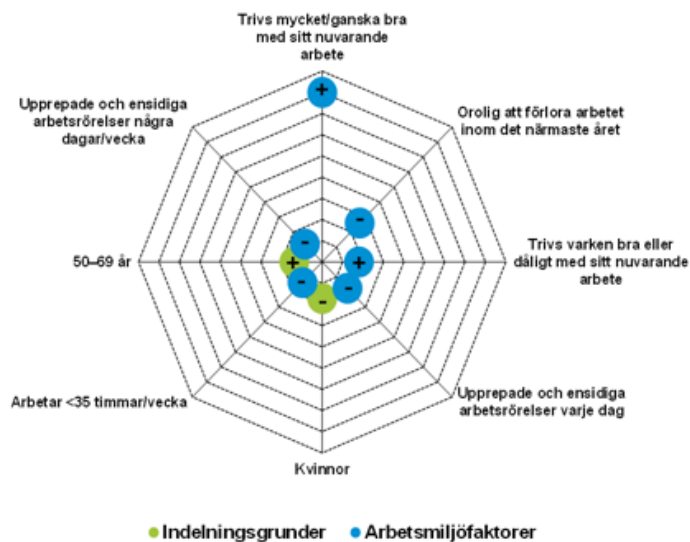 Trivs mycket/ganska bra
med sitt nuvarande
arbete
Upprepade och ensidiga
arbetsrörelser några
dagar/vecka
Orolig att förlora arbetet
inom det närmaste året
50–69 år
Trivs varken bra eller
dåligt med sitt nuvarande
arbete
Arbetar <35 timmar/vecka
Upprepade och ensidiga
arbetsrörelser varje dag
Kvinnor
+
-
-
+
+
-
-
-
Indelningsgrunder
Arbetsmiljöfaktorer